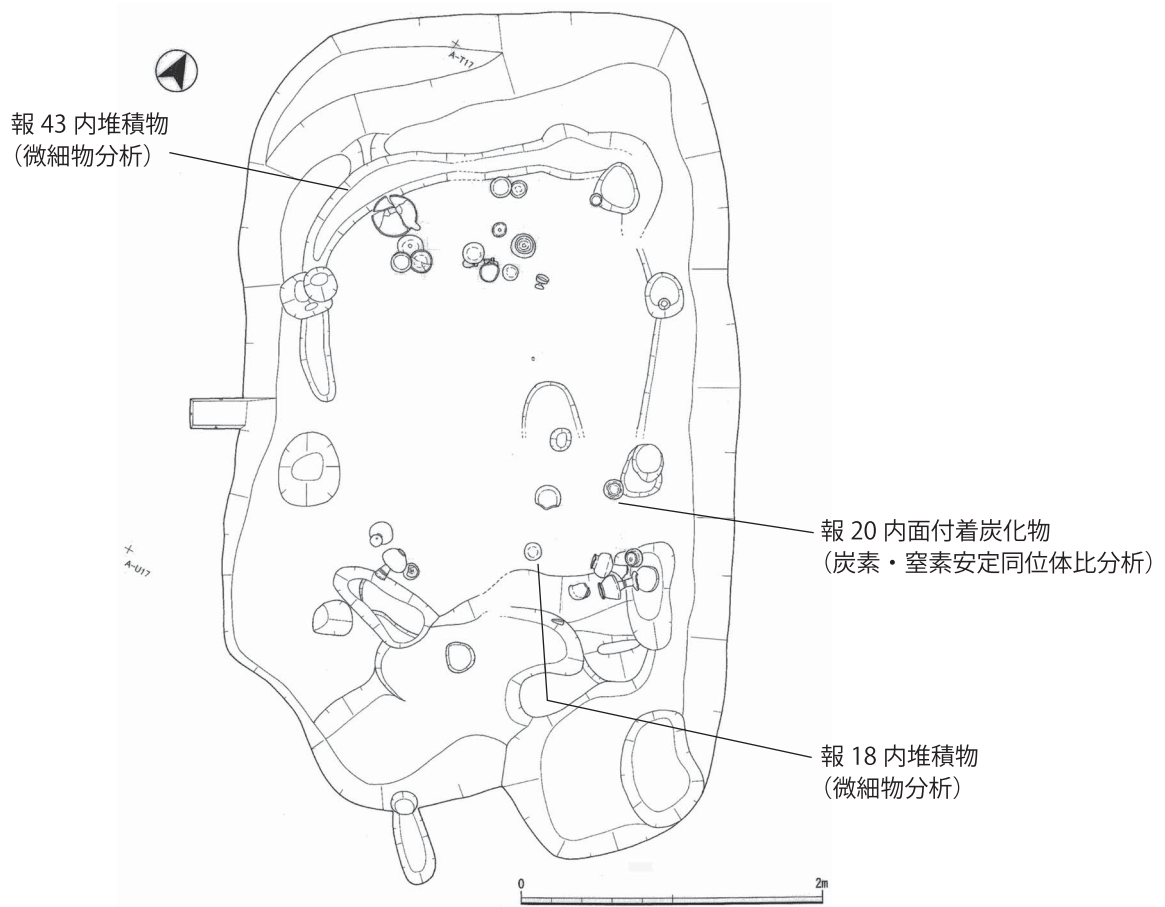 A-T17
報 43 内堆積物
（微細物分析）
報 20 内面付着炭化物
（炭素・窒素安定同位体比分析）
A-U17
報 18 内堆積物
（微細物分析）
0
2m